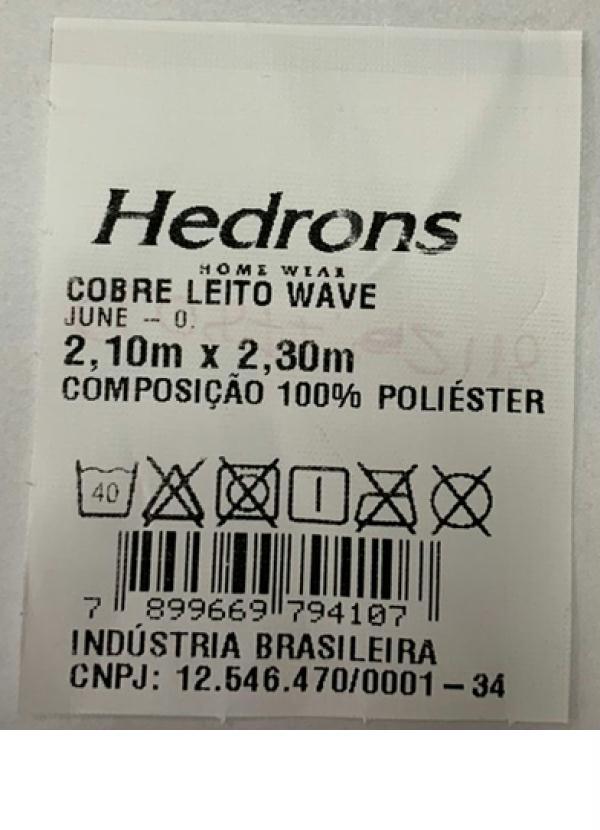 Hedrons
HOME WEAR
COBRE LEITO WAVE
JUNE -- 0.
2,10m x 2,30m
COMPOSIÇÃO 100% POLIÉSTER
40
7 899669 794107
INDÚSTRIA BRASILEIRA
CNPJ: 12.546.470/0001-34